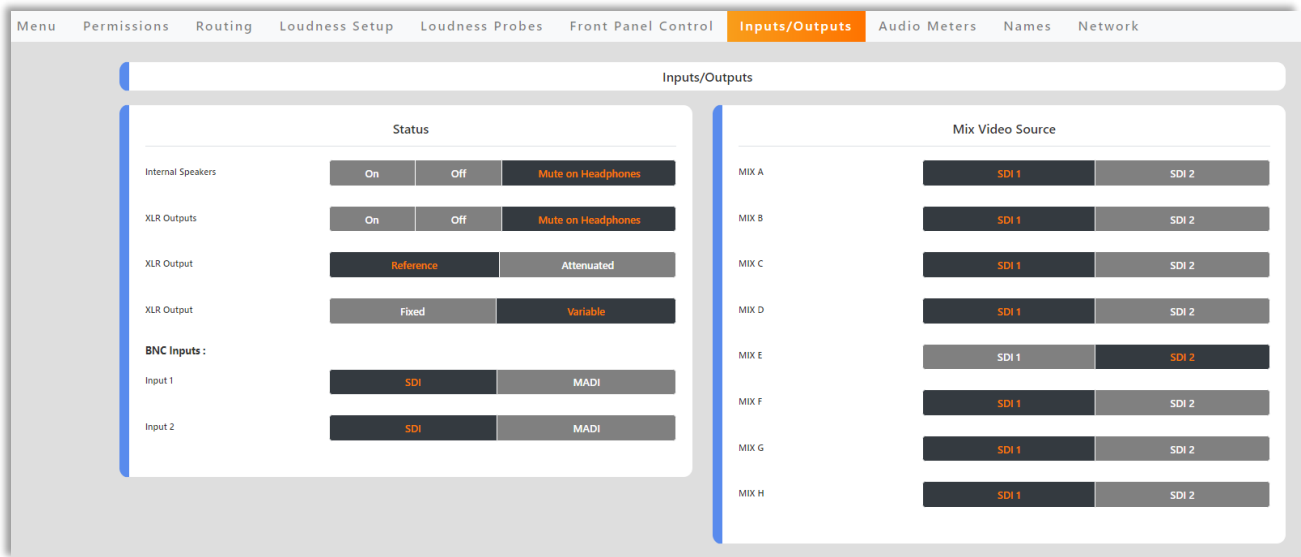 Menu Permissions Routing Loudness Setup Loudness Probes Front Panel Control Inputs/Outputs Audio Meters Names Network
Inputs/Outputs
Status
Internal Speakers On Off Mute on Headphones
XLR Outputs On Off Mute on Headphones
XLR Output Reference Attenuated
XLR Output Fixed Variable
BNC Inputs :
Input 1 SDI MADI
Input 2 SDI MADI
Mix Video Source
MIX A SDI 1 SDI 2
MIX B SDI 1 SDI 2
MIX C SDI 1 SDI 2
MIX D SDI 1 SDI 2
MIX E SDI 1 SDI 2
MIX F SDI 1 SDI 2
MIX G SDI 1 SDI 2
MIX H SDI 1 SDI 2